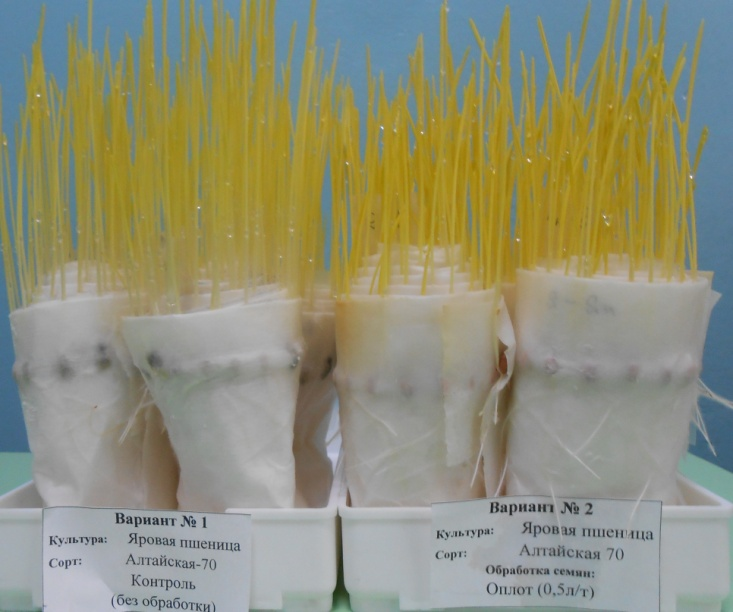 Вариант № 1
Культура: Яровая пшеница
Сорт: Алтайская-70
Контроль
(без обработки)
Вариант № 2
Культура: Яровая пшеница
Сорт: Алтайская 70
Обработка семян:
Оплот (0,5л/т)